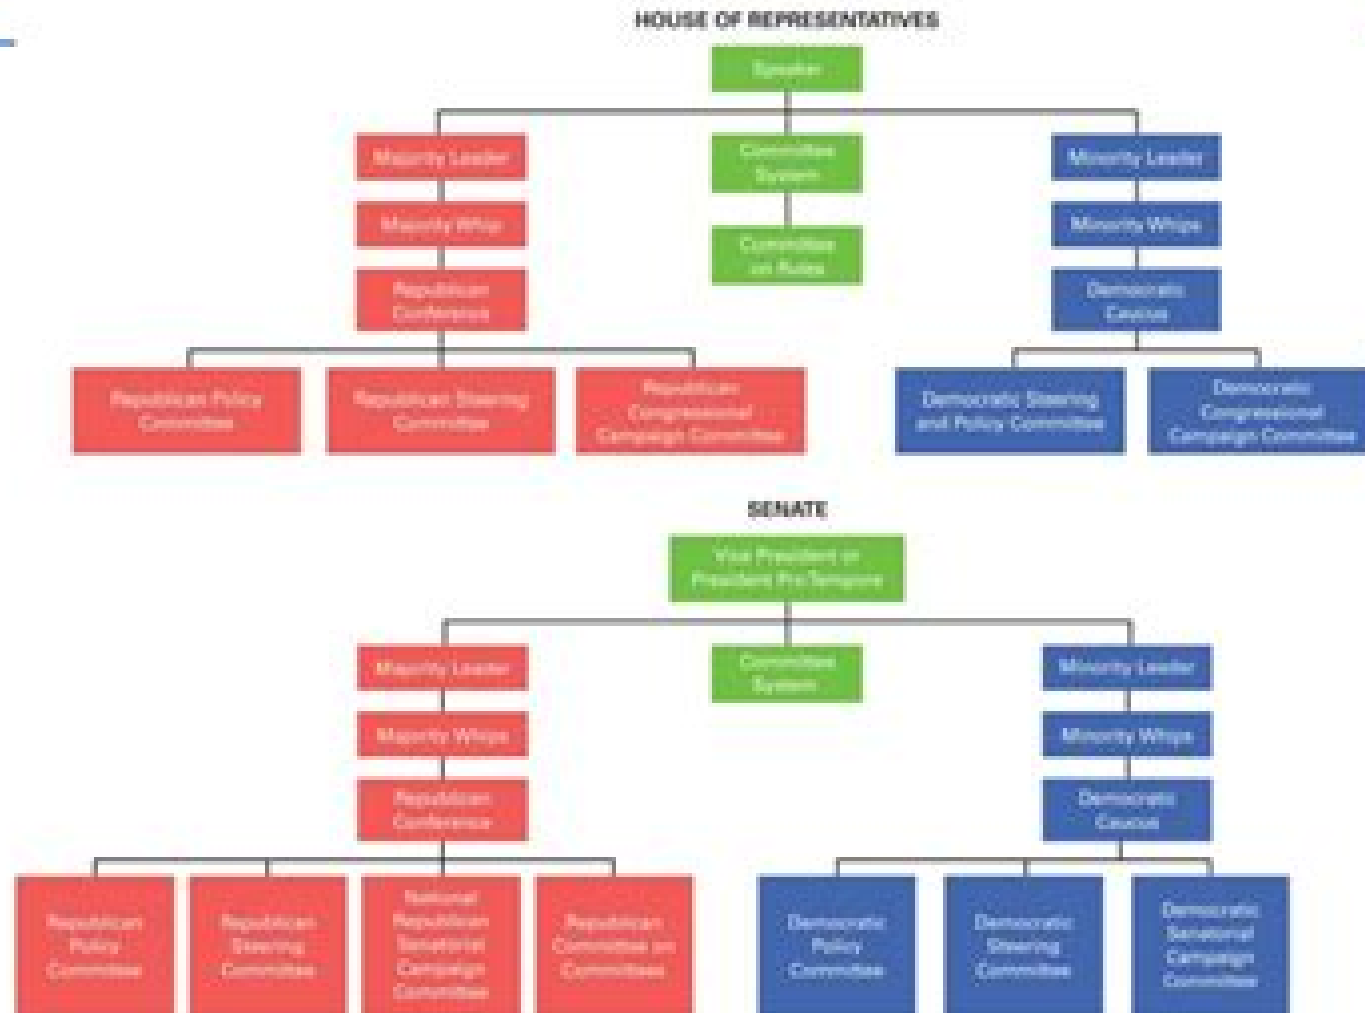 HOUSE OF REPRESENTATIVES
Speaker
Majority Leader
Committee
System
Minority Leader
Majority Whip
Minority Whips
Committee
on Rules
Republican
Conference
Democratic
Caucus
Republican Policy
Committee
Republican Steering
Committee
Republican
Congressional
Campaign Committee
Democratic Steering
and Policy Committee
Democratic
Congressional
Campaign Committee
SENATE
Vice President or
President Pro Tempore
Majority Leader
Committee
System
Minority Leader
Majority Whips
Minority Whips
Republican
Conference
Democratic
Caucus
Republican
Policy
Committee
Republican
Steering
Committee
National
Republican
Senatorial
Campaign
Committee
Republican
Committee on
Committees
Democratic
Policy
Committee
Democratic
Steering
Committee
Democratic
Senatorial
Campaign
Committee